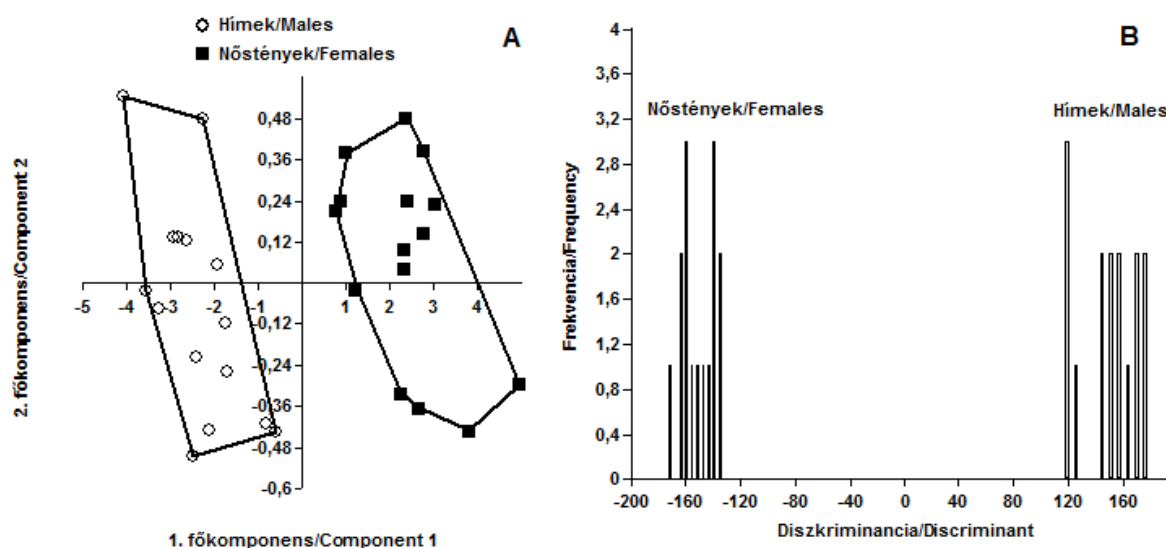 Hímek/Males
Nőstények/Females
A
0,48
0,36
0,24
0,12
-5 -4 -3 -2 -1 1 2 3 4
-0,12
-0,24
-0,36
-0,48
-0,6
2. főkomponens/Component 2
1. főkomponens/Component 1
B
4
3,6
3,2
2,8
2,4
2
1,6
1,2
0,8
0,4
0
Nőstények/Females
Hímek/Males
Frekvencia/Frequency
-200 -160 -120 -80 -40 0 40 80 120 160
Diszkriminancia/Discriminant